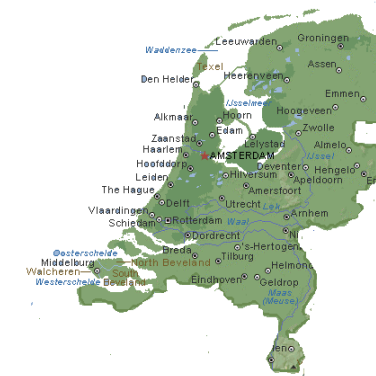 Groningen
Leeuwarden
Waddenzee
Assen
Texel
Heerenveen
Den Helder
Emmen
IJsselmeer
Hoogeveen
Alkmaar
Hoorn
Edam
Zwolle
Zaanstad
Lelystad
Haarlem
Almelo
AMSTERDAM
IJssel
Hoofddorp
Deventer
Hengelo
Leiden
Hilversum
Apeldoorn
The Hague
Amersfoort
Delft
Utrecht
Lek
Vlaardingen
Arnhem
Schiedam
Rotterdam
Waal
Dordrecht
Ni
's-Hertogen.
Oosterschelde
Breda
Middelburg
North Beveland
Tilburg
Walcheren
South
Beveland
Helmond
Westerschelde
Eindhoven
Geldrop
Maas
(Meuse)
len